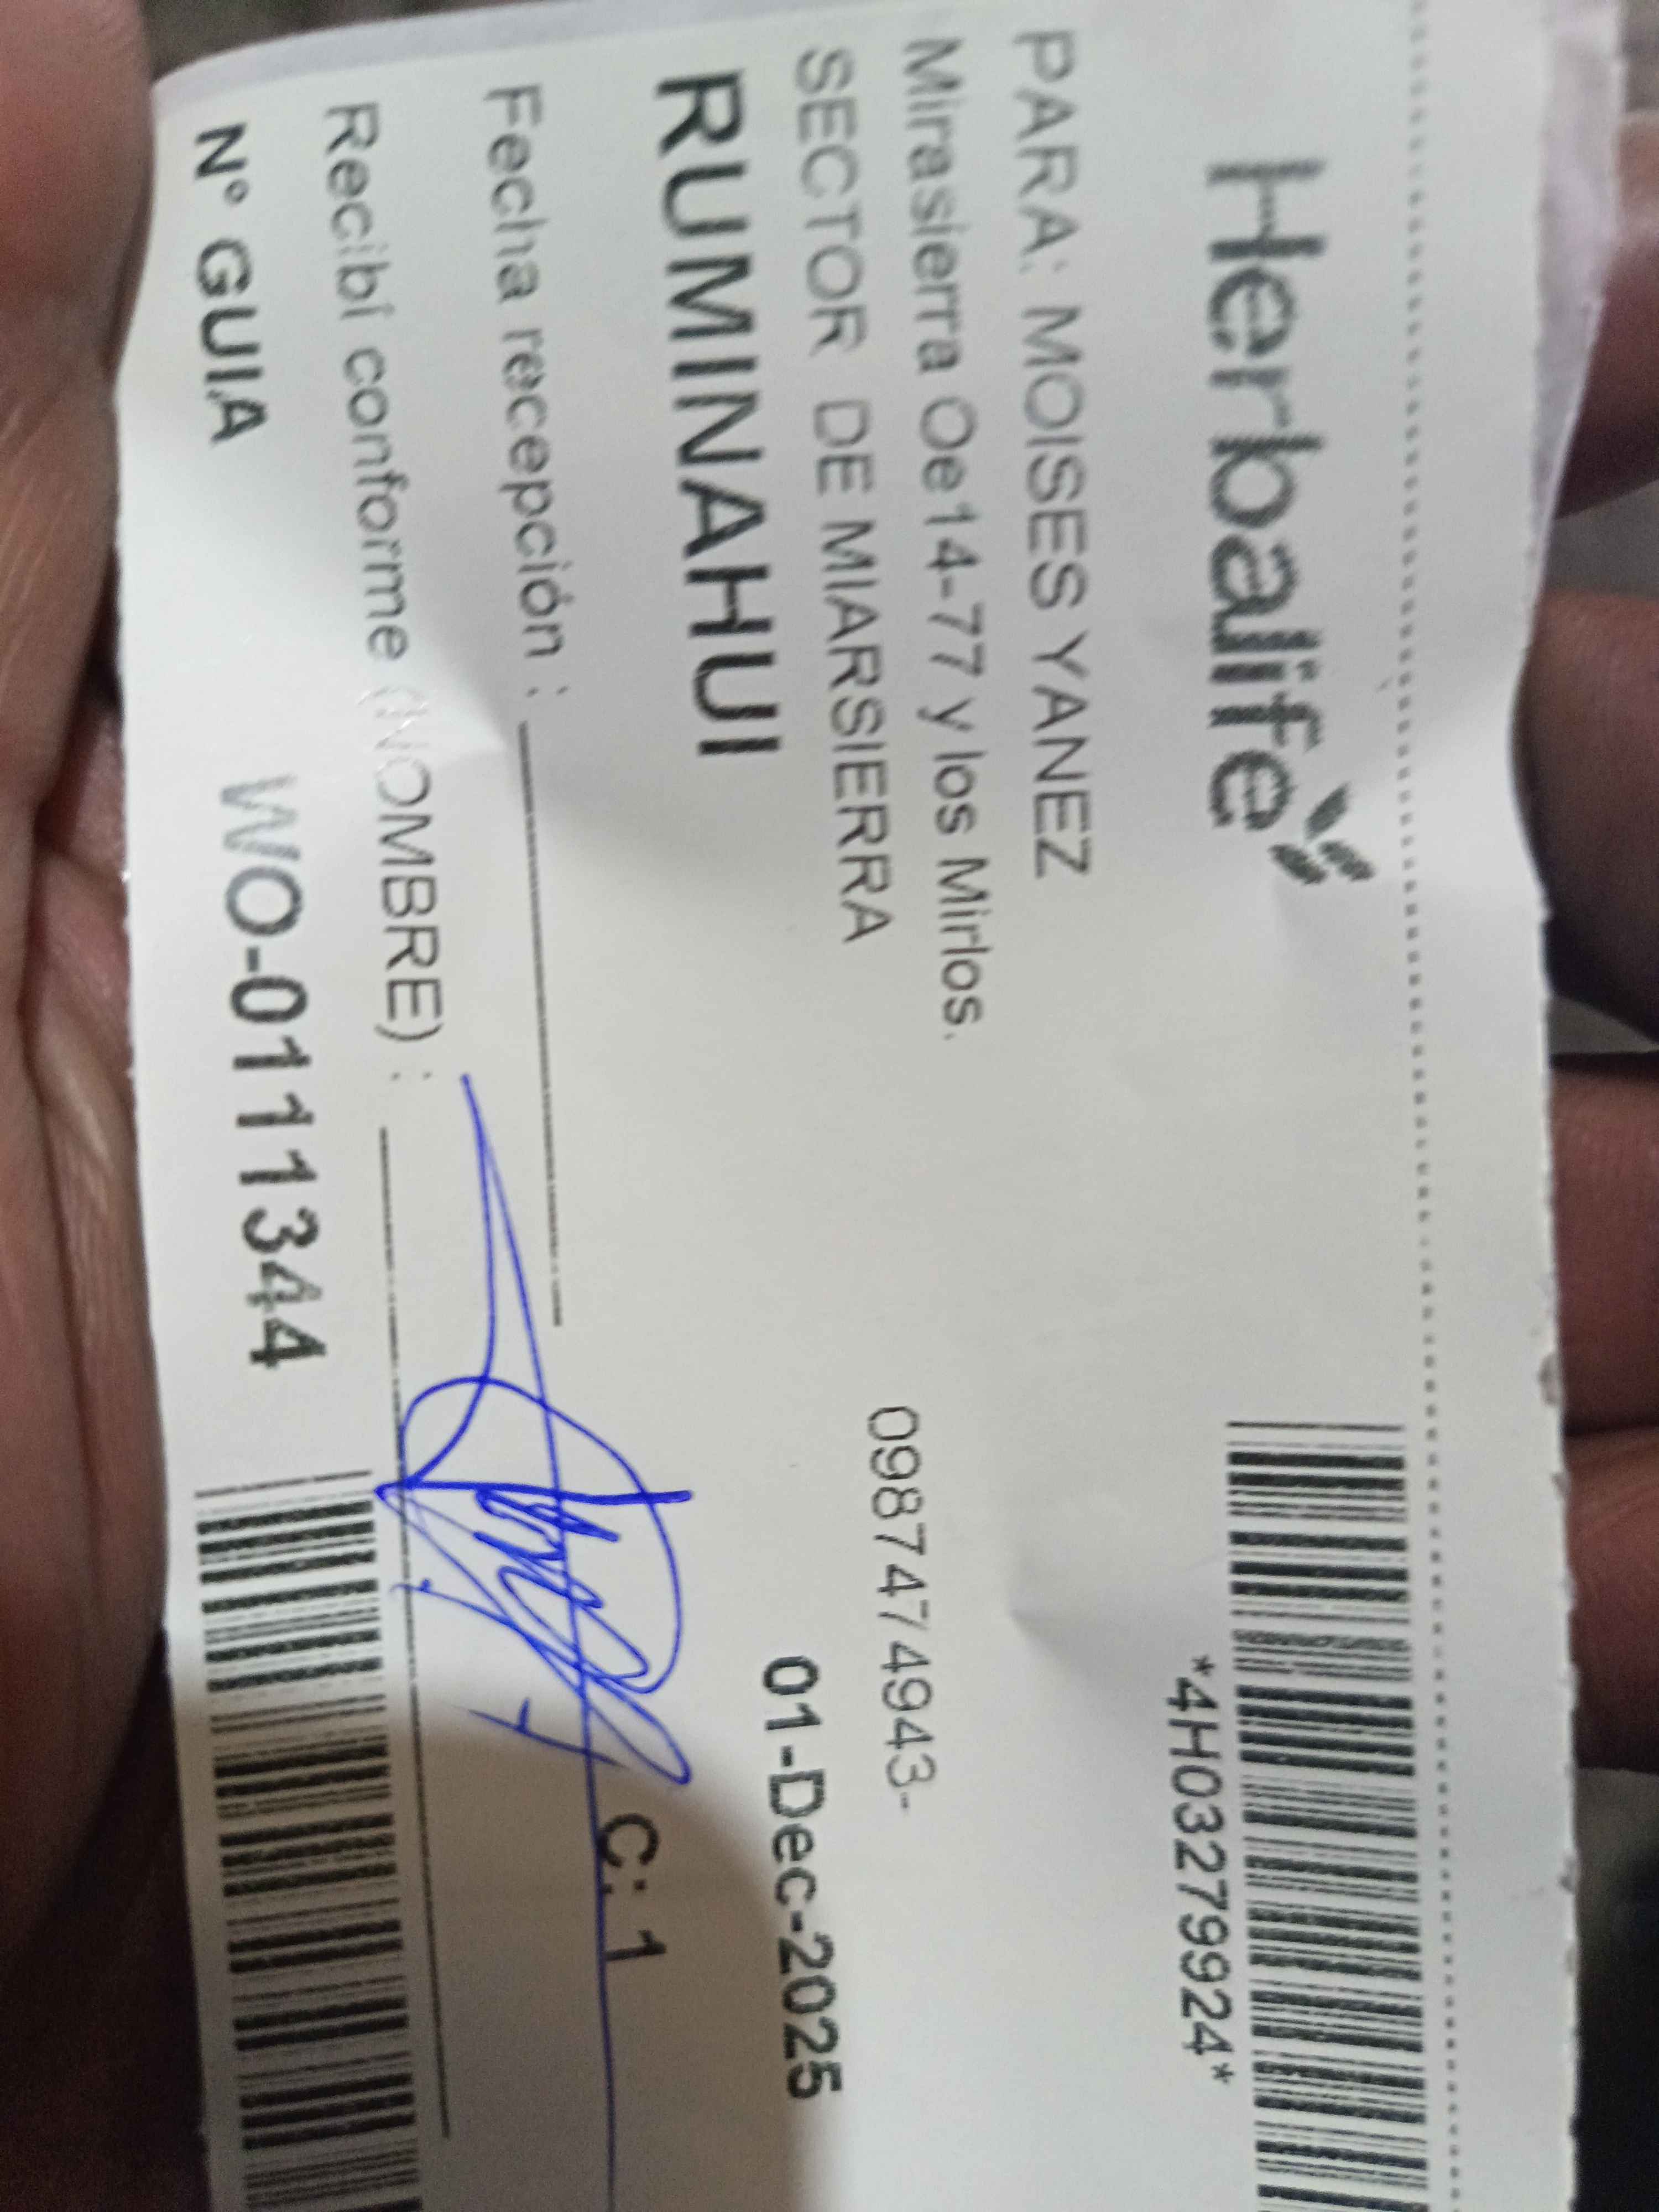 Herbalife
*4H03279924*
PARA: MOISES YANEZ
Mirasierra Oe14-77 y los Mirlos.
SECTOR DE MIARSIERRA
0987474943-
RUMINAHUI
01-Dec-2025
Fecha recepción :
C: 1
Recibí conforme (NOMBRE) :
N° GUIA WO-0111344